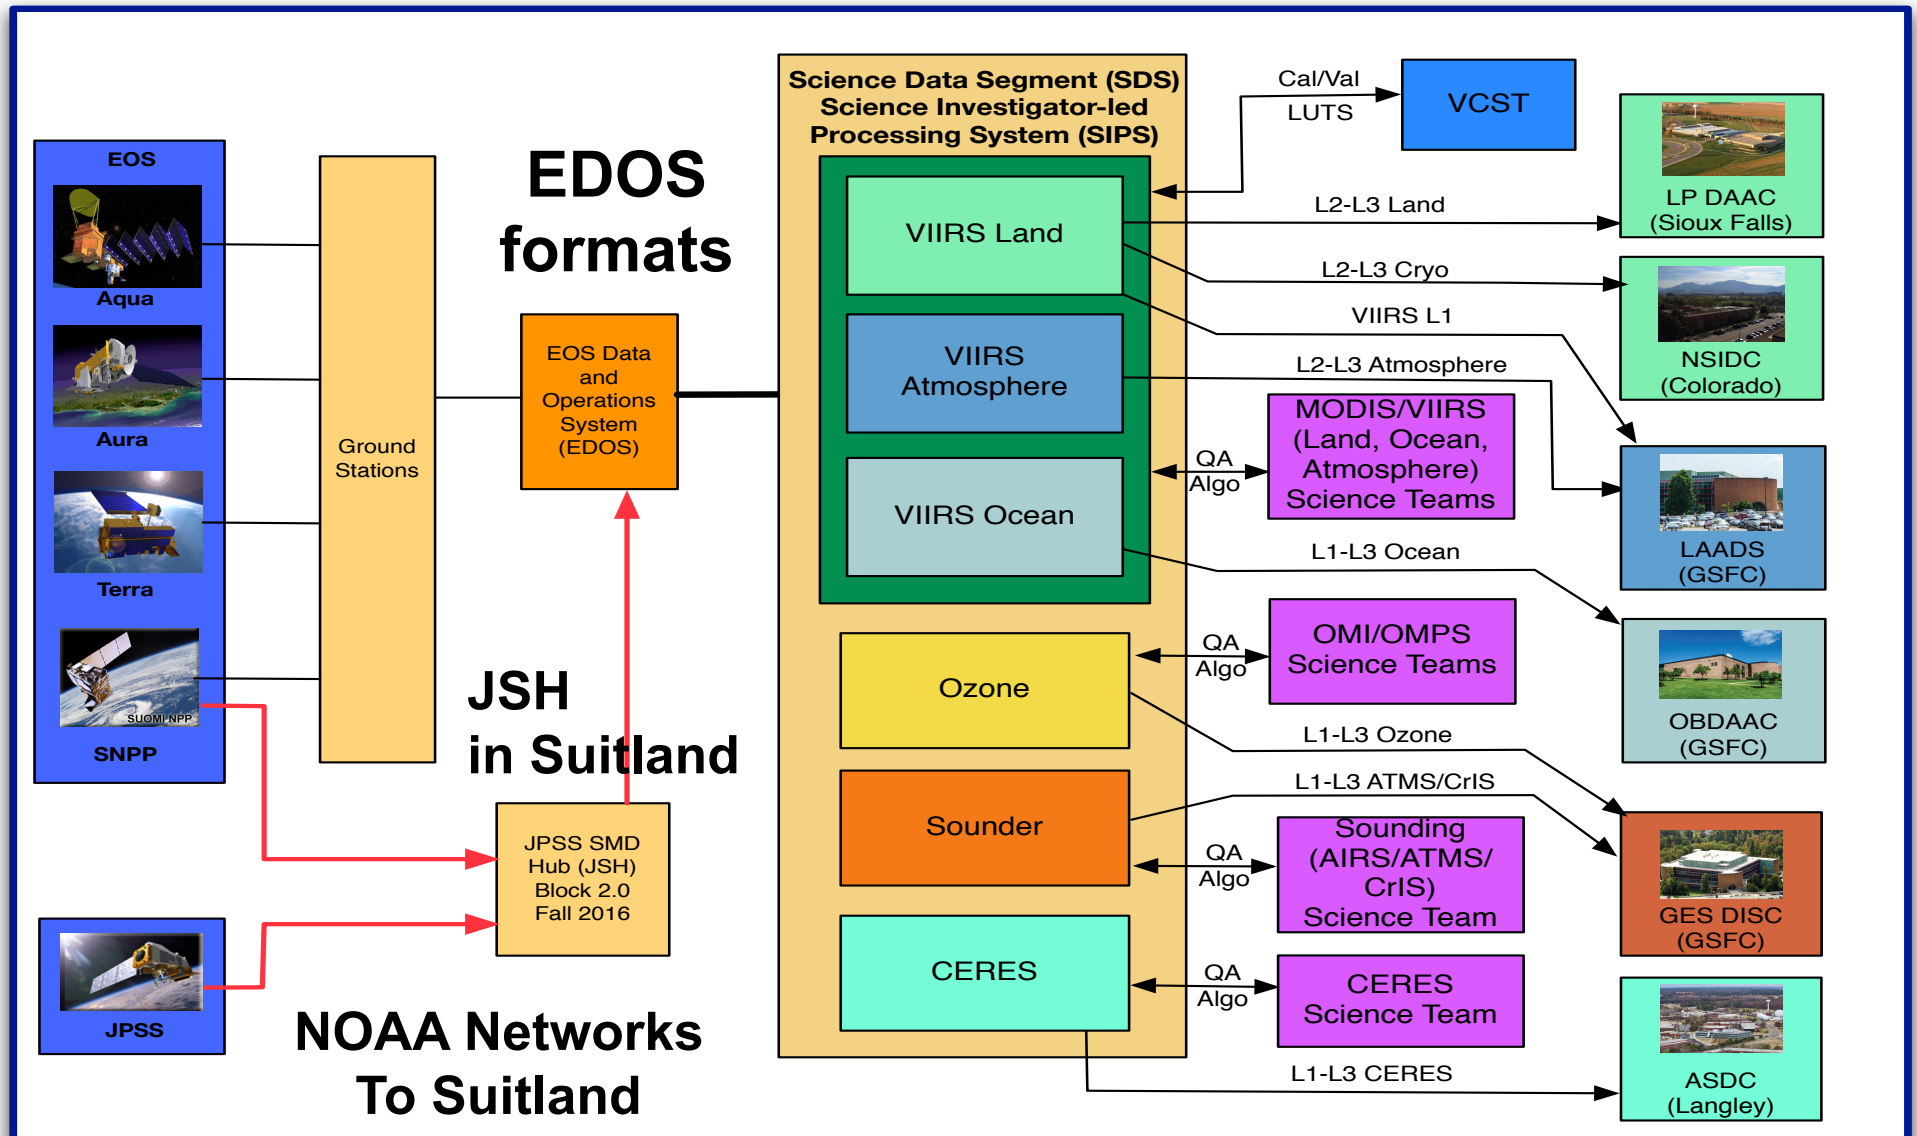 EOS
Aqua
Aura
Terra
SUOMI NPP
SNPP
JPSS
Ground
Stations
EDOS
formats
EOS Data
and
Operations
System
(EDOS)
JSH
in Suitland
JPSS SMD
Hub (JSH)
Block 2.0
Fall 2016
NOAA Networks
To Suitland
Science Data Segment (SDS)
Science Investigator-led
Processing System (SIPS)
VIIRS Land
VIIRS
Atmosphere
VIIRS Ocean
Ozone
Sounder
CERES
Cal/Val
LUTS
VCST
L2-L3 Land
L2-L3 Cryo
VIIRS L1
L2-L3 Atmosphere
QA
Algo
MODIS/VIIRS
(Land, Ocean,
Atmosphere)
Science Teams
L1-L3 Ocean
QA
Algo
OMI/OMPS
Science Teams
L1-L3 Ozone
L1-L3 ATMS/CrIS
QA
Algo
Sounding
(AIRS/ATMS/
CrIS)
Science Team
QA
Algo
CERES
Science Team
L1-L3 CERES
LP DAAC
(Sioux Falls)
NSIDC
(Colorado)
LAADS
(GSFC)
OBDAAC
(GSFC)
GES DISC
(GSFC)
ASDC
(Langley)